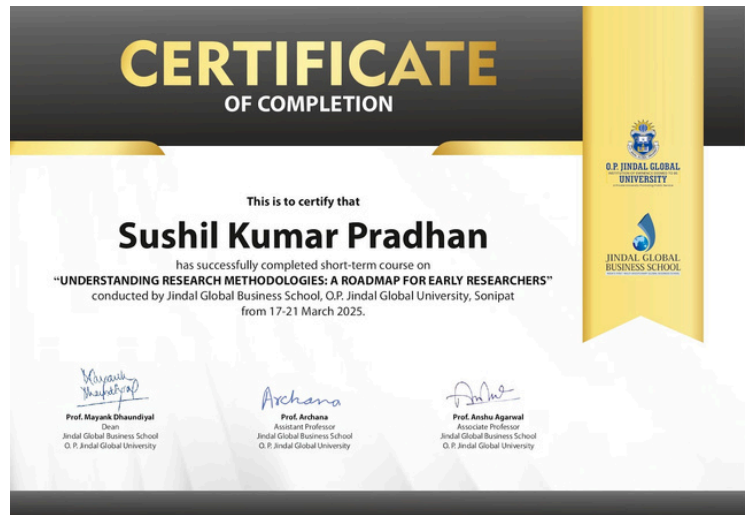 CERTIFICATE
OF COMPLETION
O.P. JINDAL GLOBAL
UNIVERSITY
JINDAL GLOBAL
BUSINESS SCHOOL
This is to certify that
Sushil Kumar Pradhan
has successfully completed short-term course on
“UNDERSTANDING RESEARCH METHODOLOGIES: A ROADMAP FOR EARLY RESEARCHERS”
conducted by Jindal Global Business School, O.P. Jindal Global University, Sonipat
from 17-21 March 2025.
Mayank
Dhaundiyal
Prof. Mayank Dhaundiyal
Dean
Jindal Global Business School
O. P. Jindal Global University
Archana
Prof. Archana
Assistant Professor
Jindal Global Business School
O. P. Jindal Global University
Prof. Anshu Agarwal
Associate Professor
Jindal Global Business School
O. P. Jindal Global University